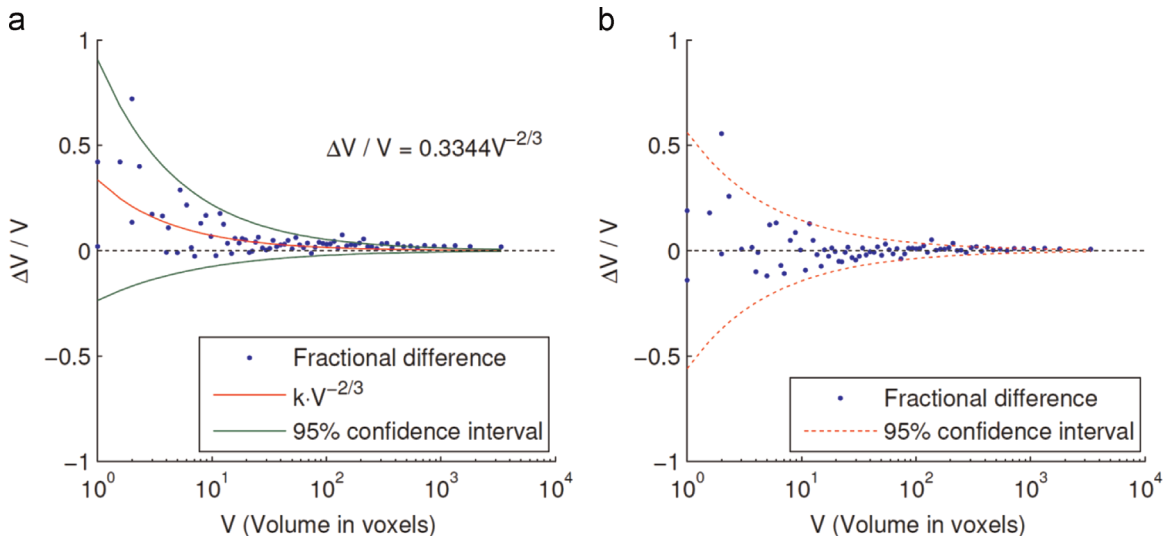 a
1
0.5
0
−0.5
−1
ΔV / V
ΔV / V = 0.3344V^−2/3
Fractional difference
k·V^−2/3
95% confidence interval
10^0 10^1 10^2 10^3 10^4
V (Volume in voxels)
b
1
0.5
0
−0.5
−1
ΔV / V
Fractional difference
95% confidence interval
10^0 10^1 10^2 10^3 10^4
V (Volume in voxels)